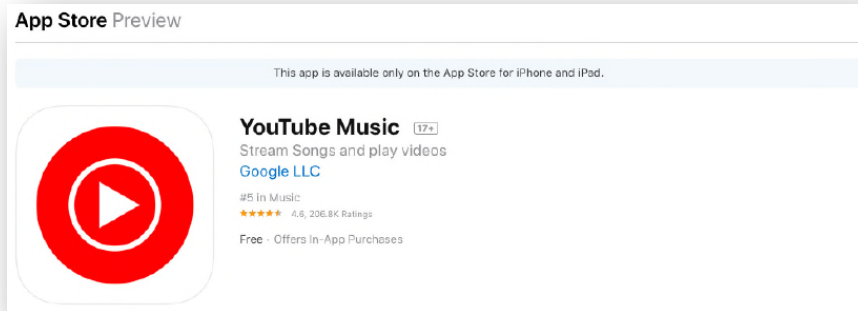 App Store Preview
This app is available only on the App Store for iPhone and iPad.
YouTube Music 17+
Stream Songs and play videos
Google LLC
#5 in Music
★★★★★ 4.6, 206.8K Ratings
Free · Offers In-App Purchases